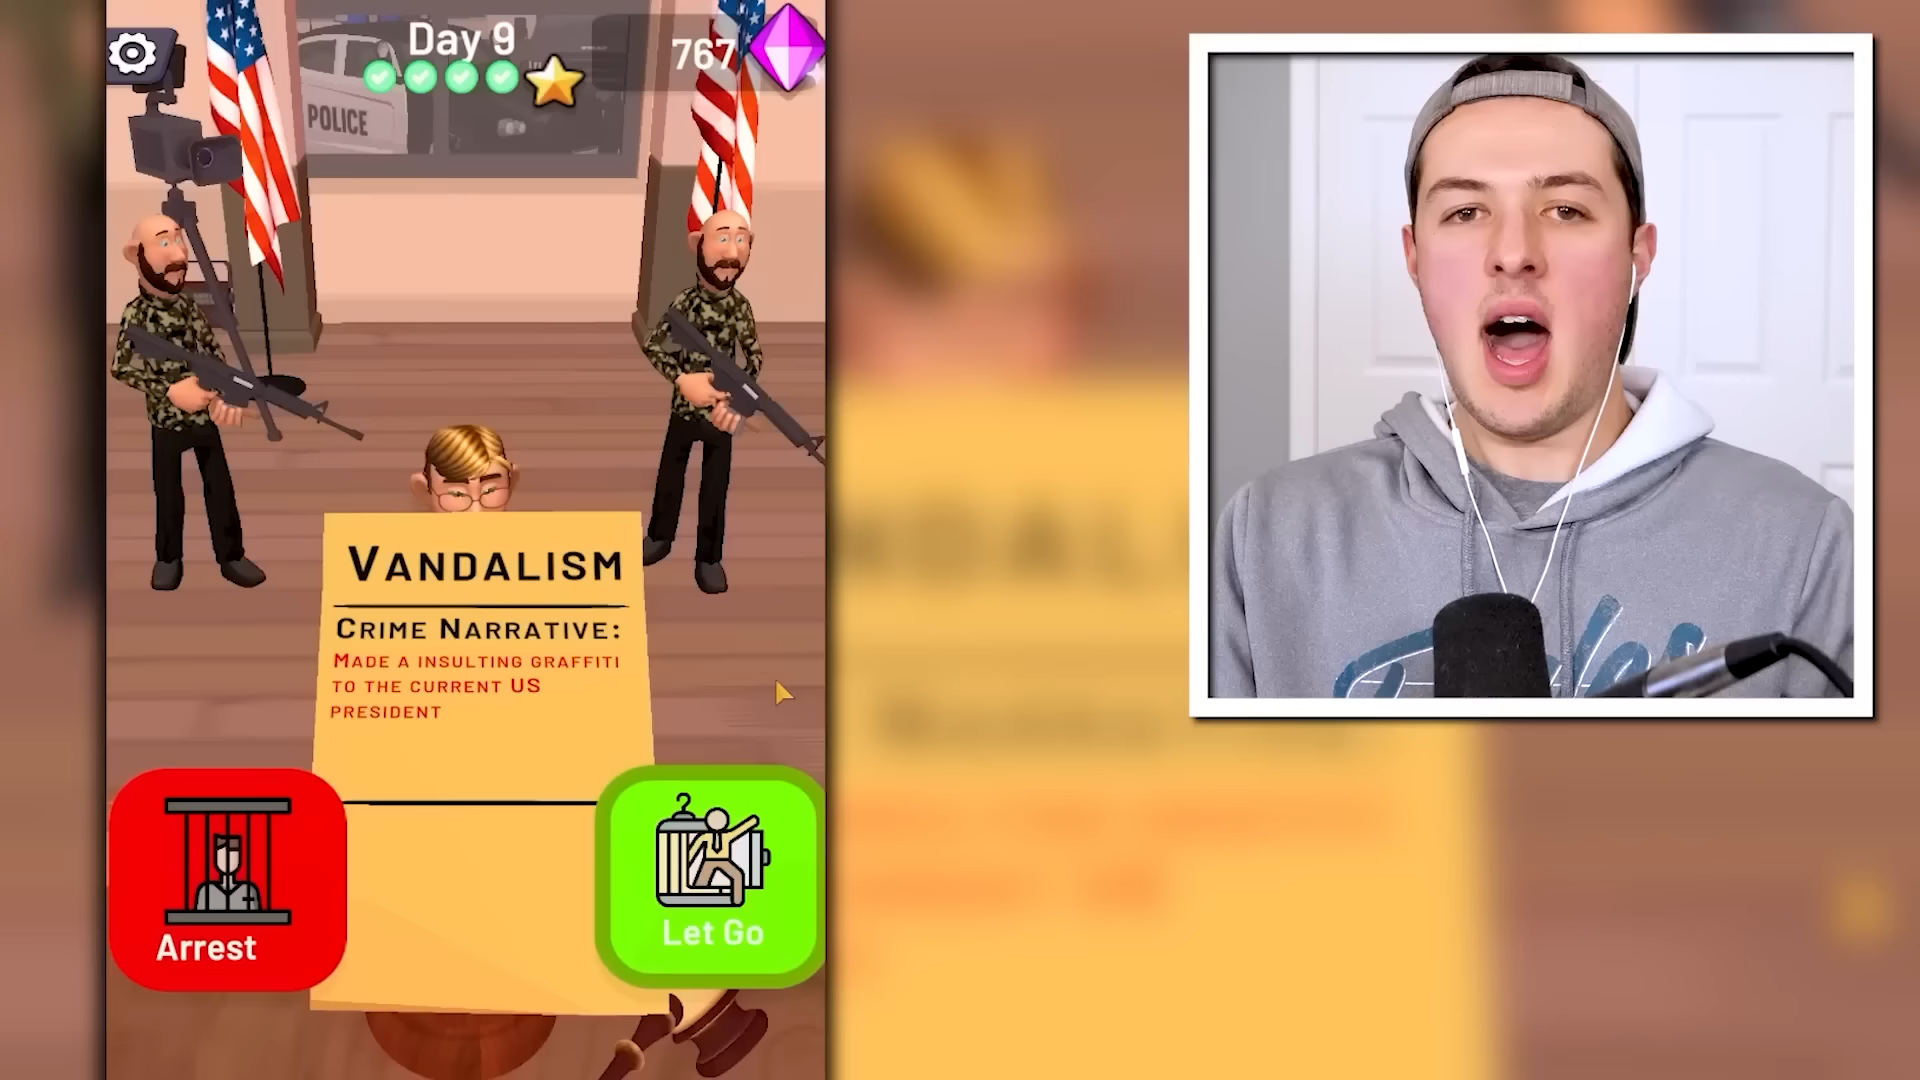 Day 9
767
POLICE
VANDALISM
CRIME NARRATIVE:
MADE A INSULTING GRAFFITI
TO THE CURRENT US
PRESIDENT
Arrest
Let Go